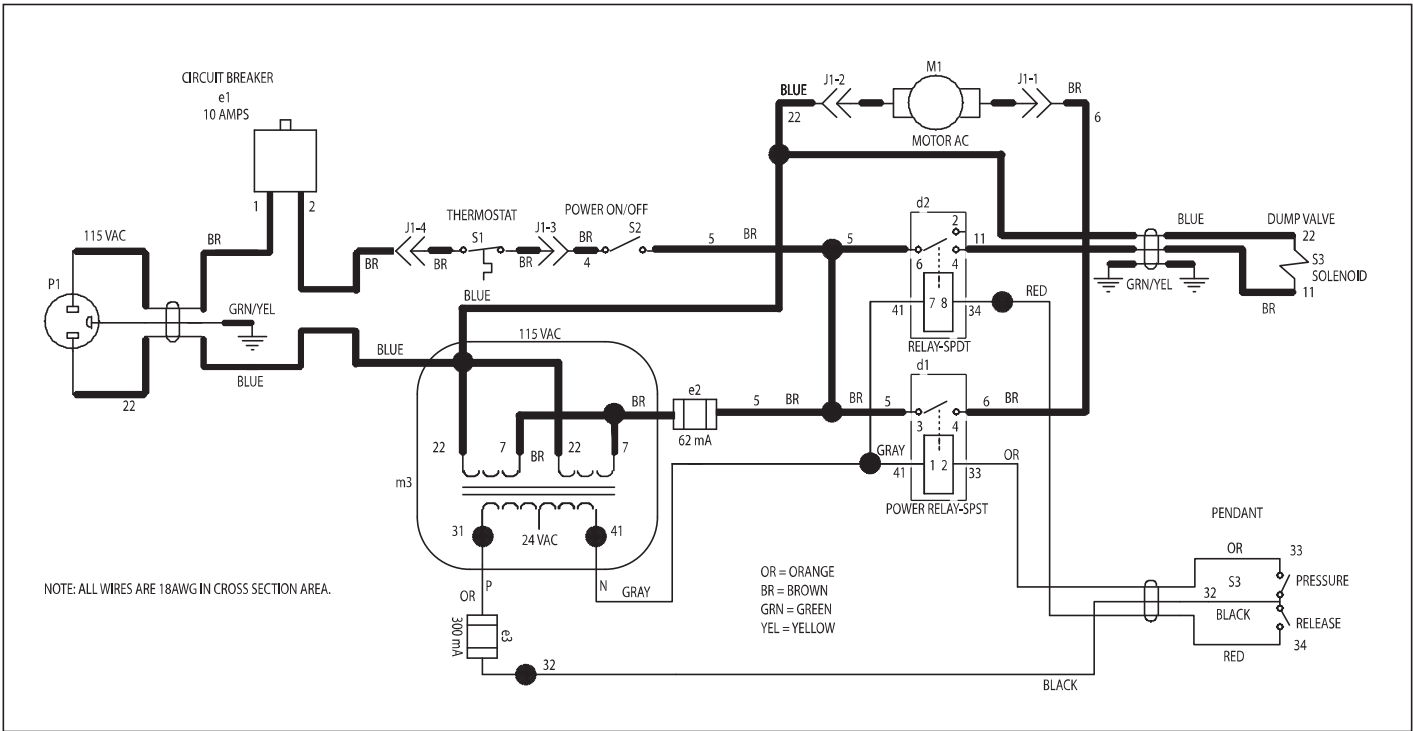 CIRCUIT BREAKER
e1
10 AMPS
1
2
115 VAC
BR
P1
GRN/YEL
22
BLUE
BR
J1-4
BR
THERMOSTAT
S1
J1-3
BR
POWER ON/OFF
BR
S2
4
5
BR
5
BLUE
22
J1-2
M1
MOTOR AC
J1-1
BR
6
d2
2
11
6
4
41
7 8
34
RED
RELAY-SPDT
BLUE
DUMP VALVE
22
S3
SOLENOID
11
GRN/YEL
BR
BLUE
BLUE
115 VAC
BR
e2
62 mA
5
BR
BR
5
d1
6
BR
3
4
GRAY
41
1 2
33
OR
POWER RELAY-SPST
22
7
BR
22
7
m3
31
24 VAC
41
P
N
OR
GRAY
300 mA
e3
32
NOTE: ALL WIRES ARE 18AWG IN CROSS SECTION AREA.
OR = ORANGE
BR = BROWN
GRN = GREEN
YEL = YELLOW
PENDANT
OR
33
S3
PRESSURE
32
BLACK
RELEASE
34
RED
BLACK